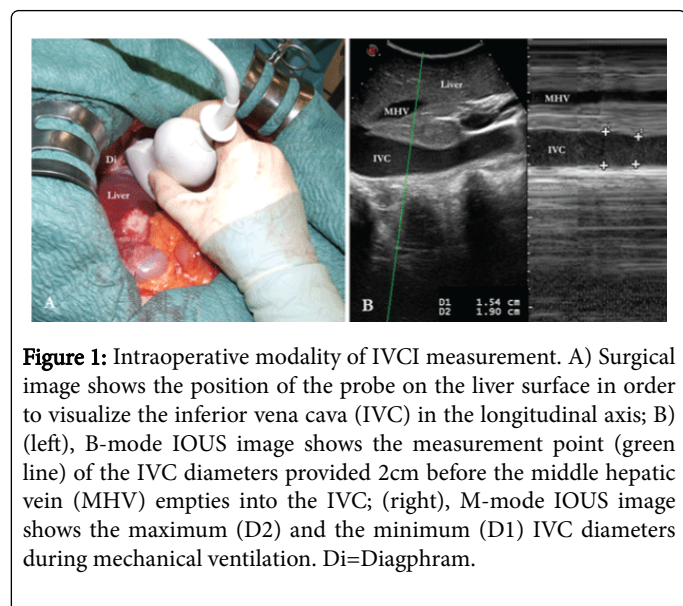 Di
Liver
A
Liver
MHV
IVC
B
D1 1.54 cm
D2 1.90 cm
MHV
IVC
Figure 1: Intraoperative modality of IVCI measurement. A) Surgical
image shows the position of the probe on the liver surface in order
to visualize the inferior vena cava (IVC) in the longitudinal axis; B)
(left), B-mode IOUS image shows the measurement point (green
line) of the IVC diameters provided 2cm before the middle hepatic
vein (MHV) empties into the IVC; (right), M-mode IOUS image
shows the maximum (D2) and the minimum (D1) IVC diameters
during mechanical ventilation. Di=Diagphram.